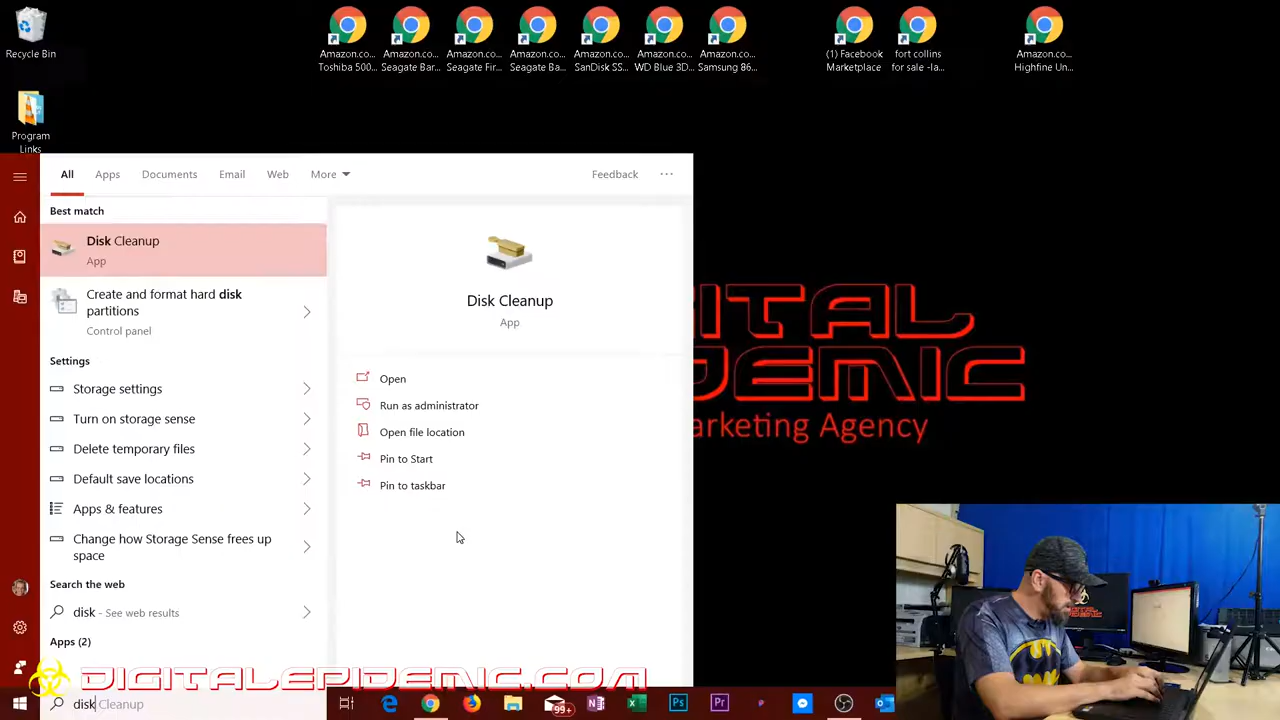 Recycle Bin
Amazon.co... Toshiba 500...
Amazon.co... Seagate Bar...
Amazon.co... Seagate Fir...
Amazon.co... Seagate Ba...
Amazon.co... SanDisk SS...
Amazon.co... WD Blue 3D...
Amazon.co... Samsung 86...
(1) Facebook Marketplace
fort collins for sale -la...
Amazon.co... Highfine Un...
Program Links
All Apps Documents Email Web More Feedback ...
Best match
Disk Cleanup
App
Create and format hard disk
partitions
Control panel
Settings
Storage settings
Turn on storage sense
Delete temporary files
Default save locations
Apps & features
Change how Storage Sense frees up
space
Search the web
disk - See web results
Apps (2)
disk Cleanup
Disk Cleanup
App
Open
Run as administrator
Open file location
Pin to Start
Pin to taskbar
ITAL
DEMIC
arketing Agency
DIGITALEPIDEMIC.COM
99+
Ps
Pr